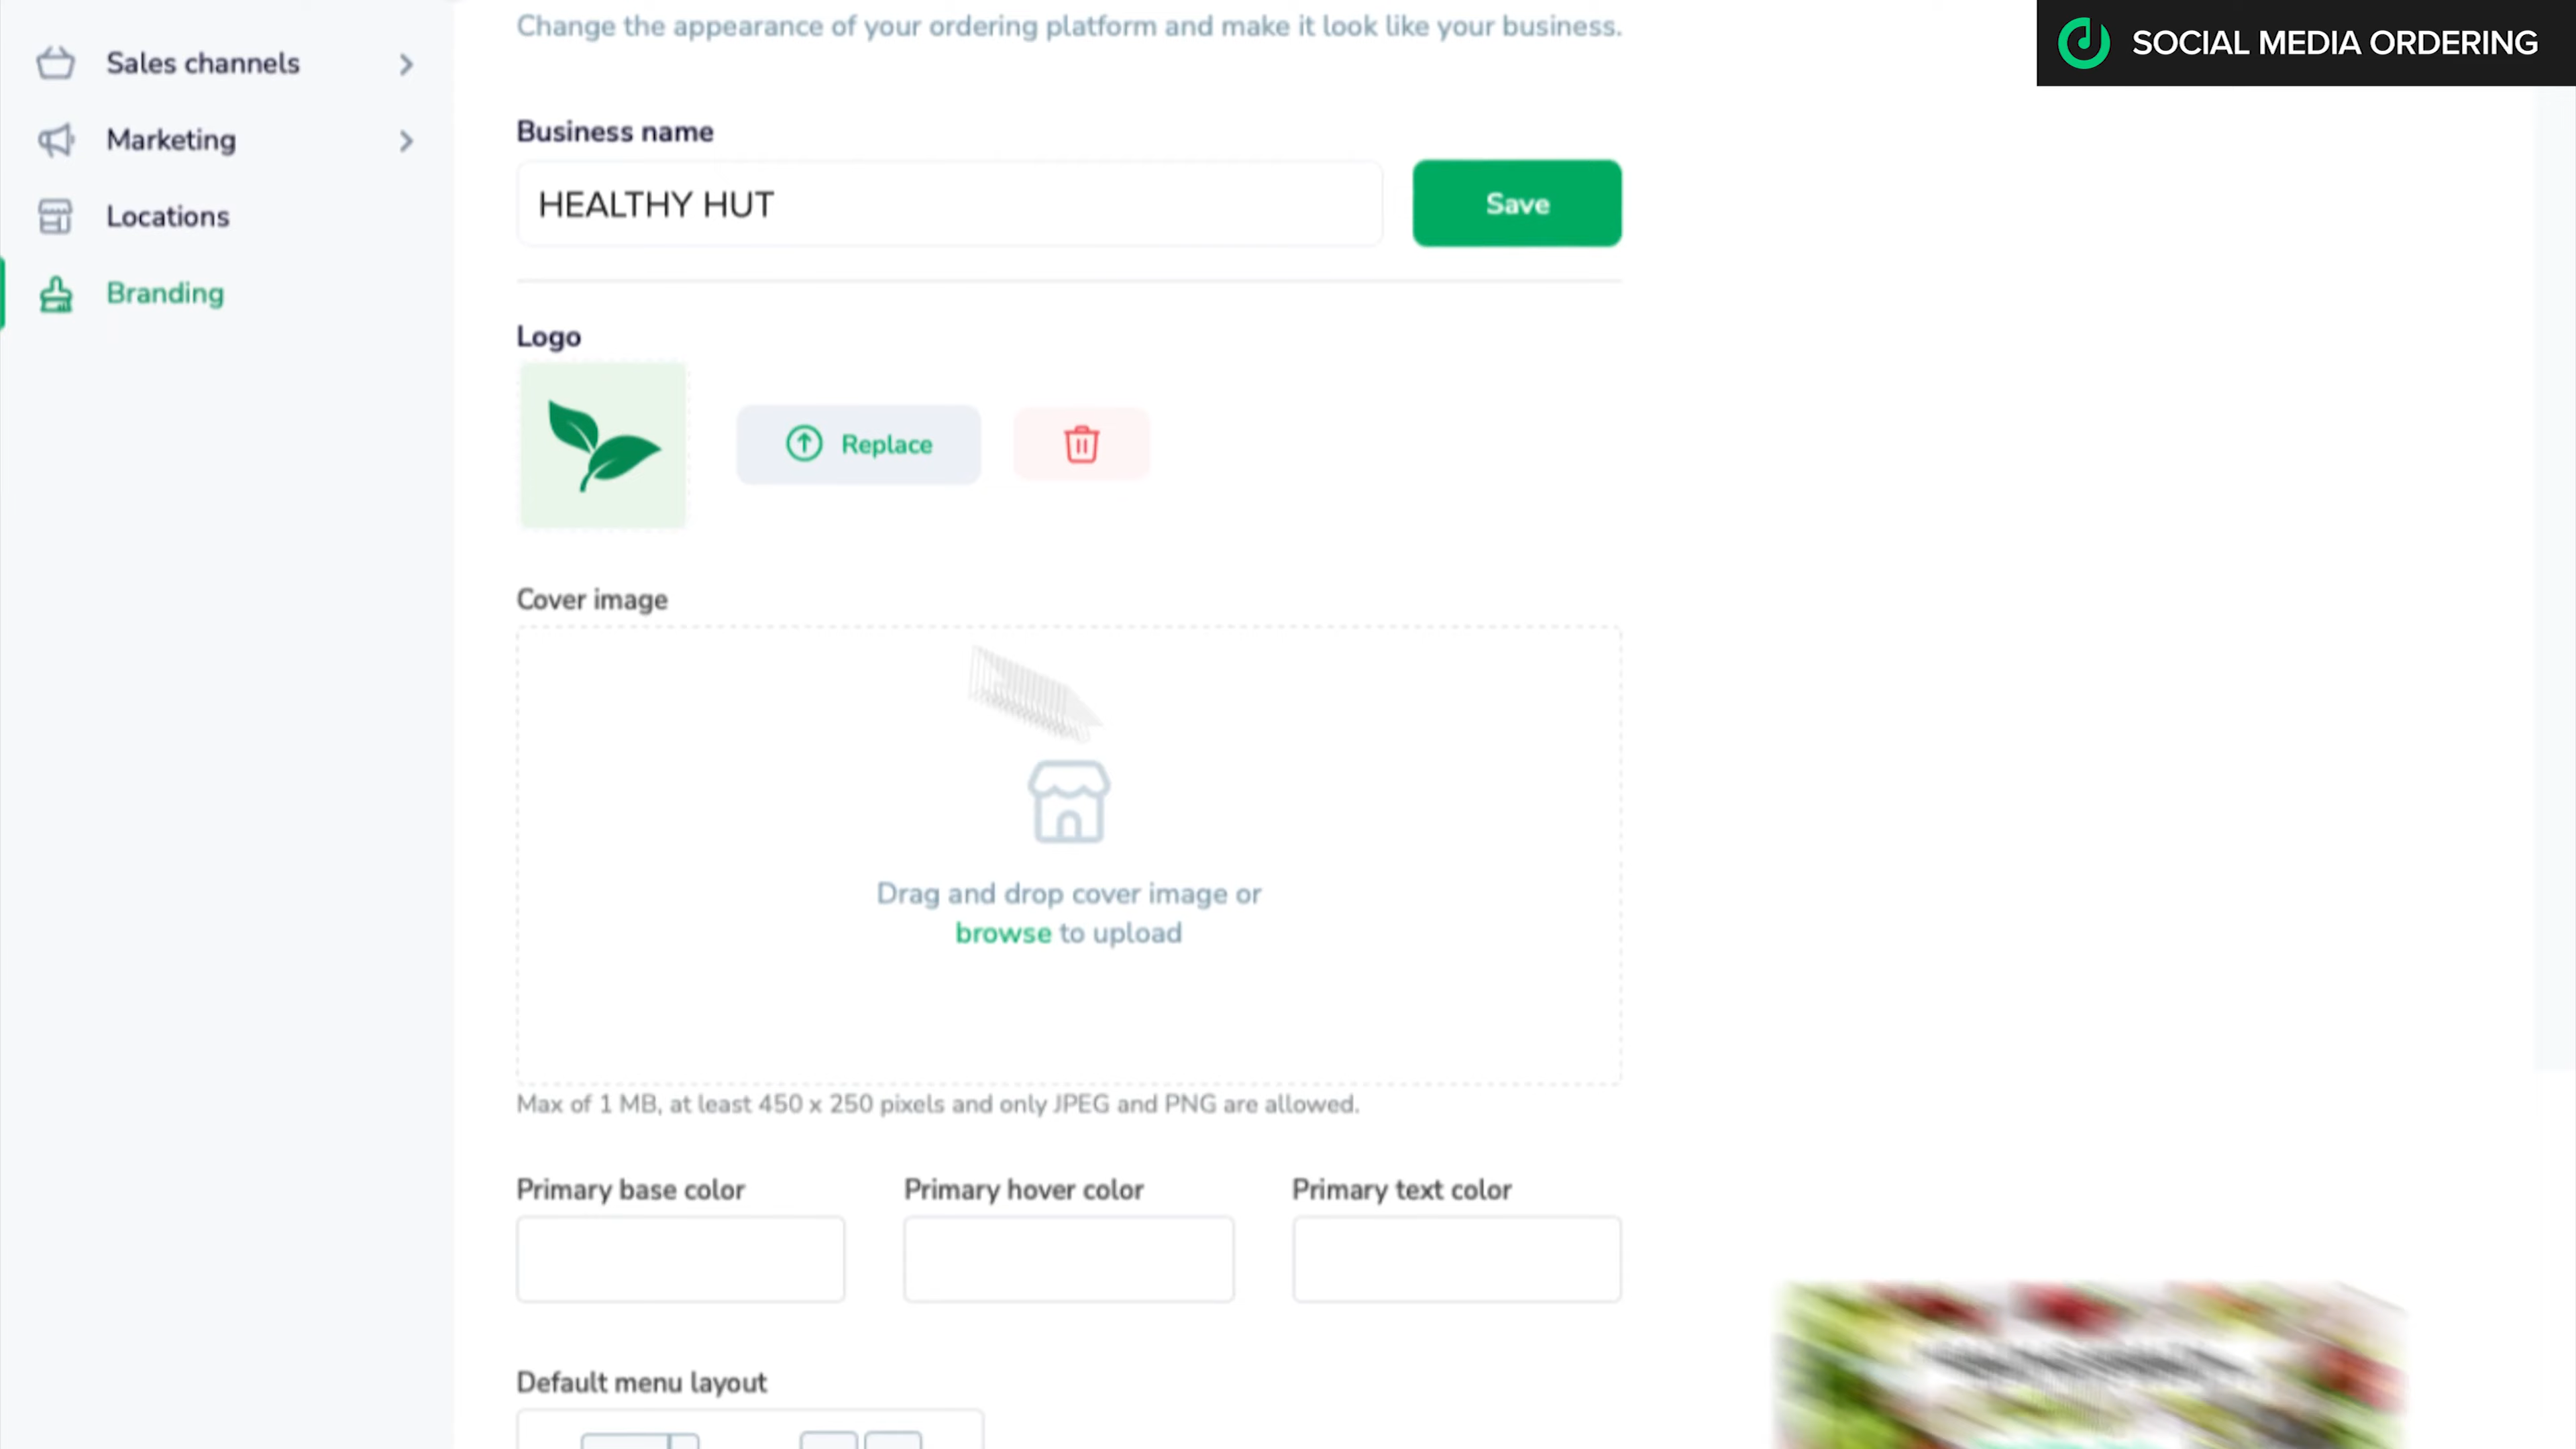 Change the appearance of your ordering platform and make it look like your business.
SOCIAL MEDIA ORDERING
Sales channels
Marketing
Locations
Branding
Business name
HEALTHY HUT
Save
Logo
Replace
Cover image
Drag and drop cover image or
browse to upload
Max of 1 MB, at least 450 x 250 pixels and only JPEG and PNG are allowed.
Primary base color
Primary hover color
Primary text color
Default menu layout